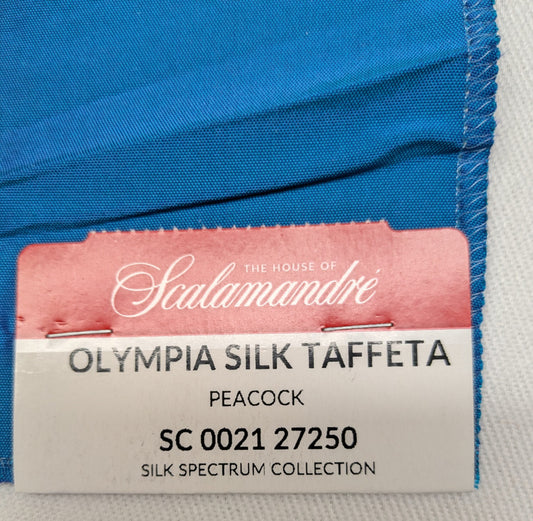 THE HOUSE OF
Scalamandré
OLYMPIA SILK TAFFETA
PEACOCK
SC 0021 27250
SILK SPECTRUM COLLECTION